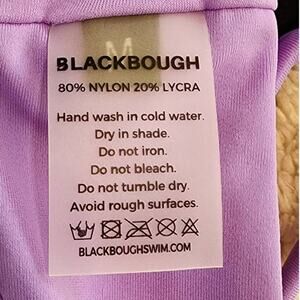 M
BLACKBOUGH
80% NYLON 20% LYCRA
Hand wash in cold water.
Dry in shade.
Do not iron.
Do not bleach.
Do not tumble dry.
Avoid rough surfaces.
BLACKBOUGHSWIM.COM